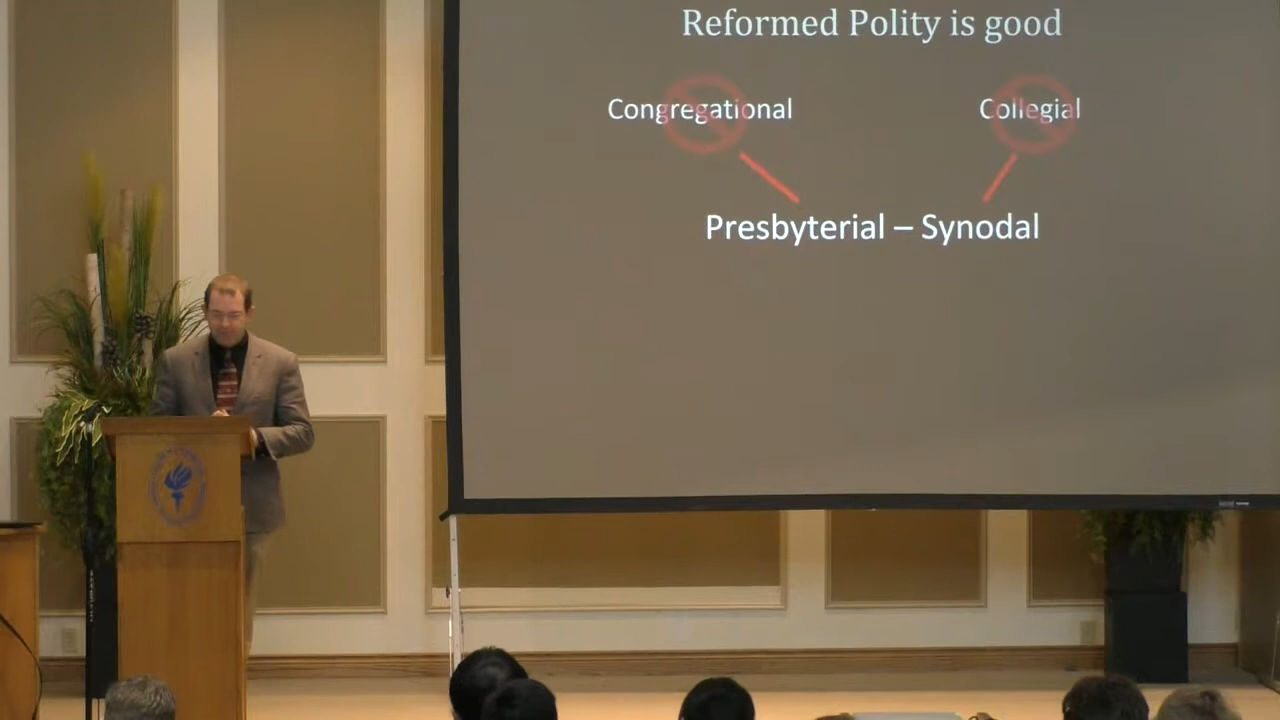 Reformed Polity is good
Congregational
Collegial
Presbyterial – Synodal